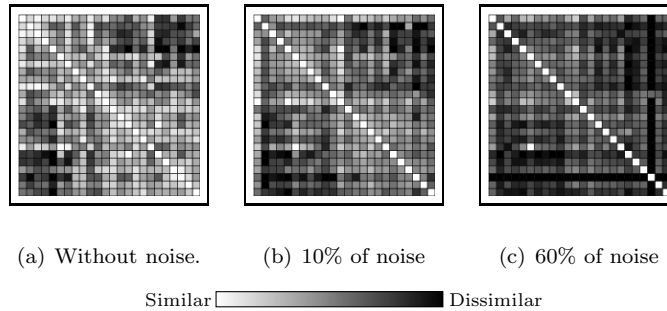 (a) Without noise.
(b) 10% of noise
(c) 60% of noise
Similar
Dissimilar